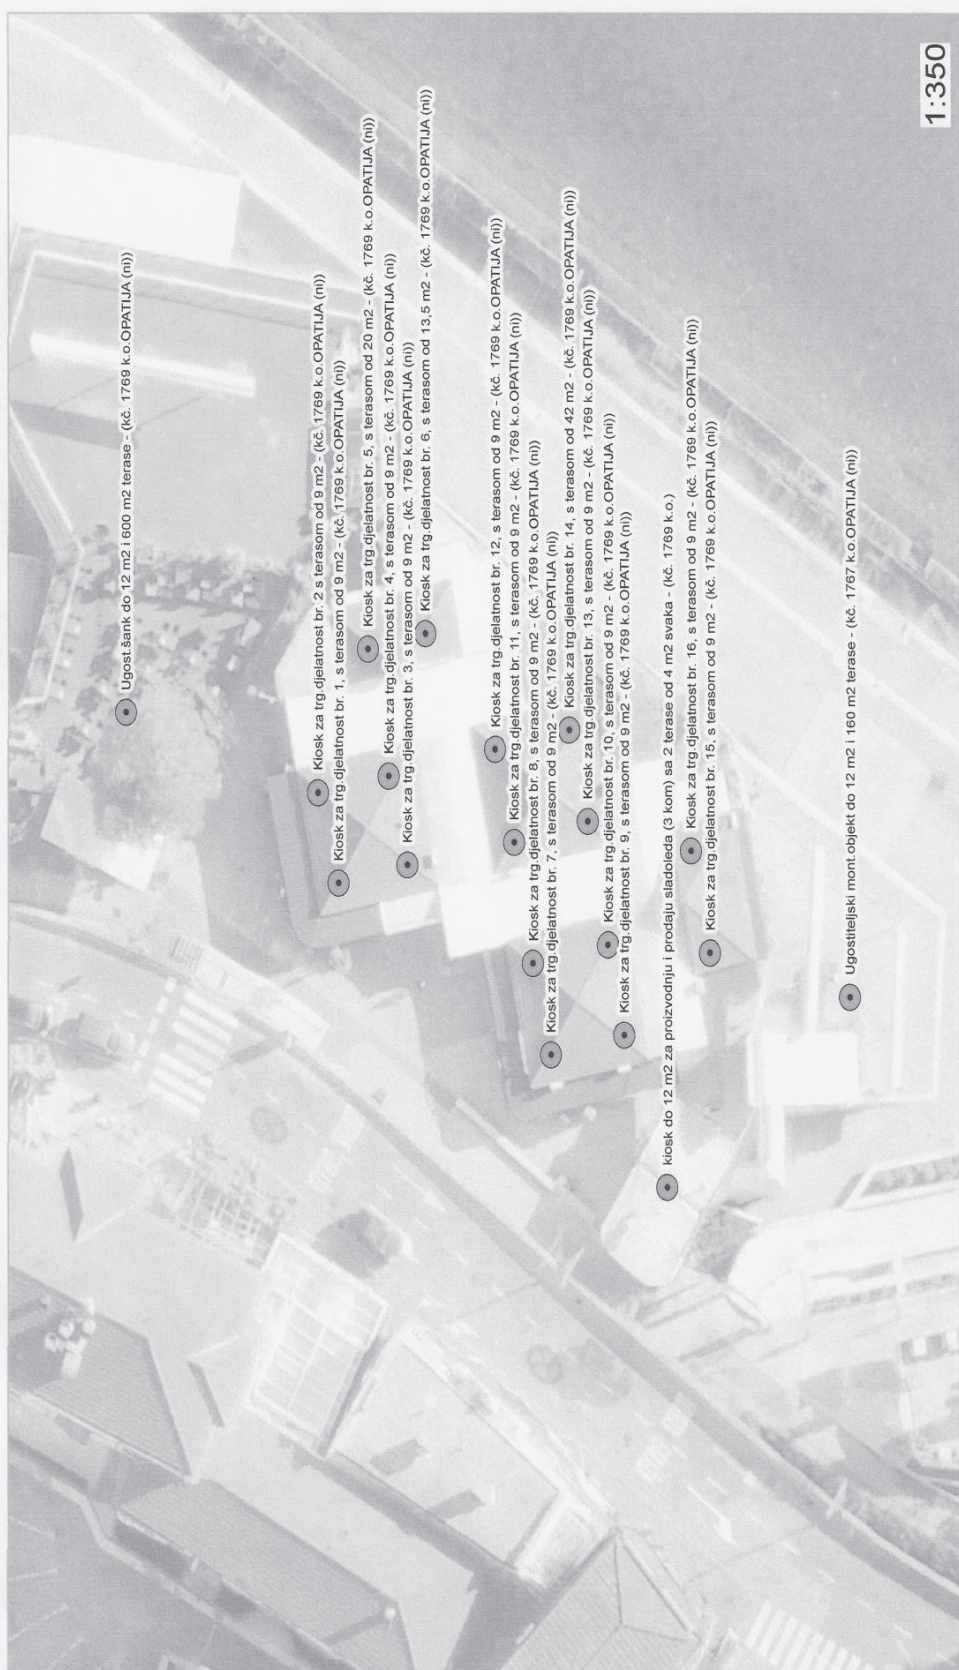 Ugost.šank do 12 m2 i 600 m2 terase - (kč. 1769 k.o.OPATIJA (ni))
Kiosk za trg.djelatnost br. 2 s terasom od 9 m2 - (kč. 1769 k.o.OPATIJA (ni))
Kiosk za trg.djelatnost br. 1, s terasom od 9 m2 - (kč. 1769 k.o.OPATIJA (ni))
Kiosk za trg.djelatnost br. 5, s terasom od 20 m2 - (kč. 1769 k.o.OPATIJA (ni))
Kiosk za trg.djelatnost br. 4, s terasom od 9 m2 - (kč. 1769 k.o.OPATIJA (ni))
Kiosk za trg.djelatnost br. 3, s terasom od 9 m2 - (kč. 1769 k.o.OPATIJA (ni))
Kiosk za trg.djelatnost br. 6, s terasom od 13,5 m2 - (kč. 1769 k.o.OPATIJA (ni))
Kiosk za trg.djelatnost br. 12, s terasom od 9 m2 - (kč. 1769 k.o.OPATIJA (ni))
Kiosk za trg.djelatnost br. 11, s terasom od 9 m2 - (kč. 1769 k.o.OPATIJA (ni))
Kiosk za trg.djelatnost br. 8, s terasom od 9 m2 - (kč. 1769 k.o.OPATIJA (ni))
Kiosk za trg.djelatnost br. 7, s terasom od 9 m2 - (kč. 1769 k.o.OPATIJA (ni))
Kiosk za trg.djelatnost br. 14, s terasom od 42 m2 - (kč. 1769 k.o.OPATIJA (ni))
Kiosk za trg.djelatnost br. 13, s terasom od 9 m2 - (kč. 1769 k.o.OPATIJA (ni))
Kiosk za trg.djelatnost br. 10, s terasom od 9 m2 - (kč. 1769 k.o.OPATIJA (ni))
Kiosk za trg.djelatnost br. 9, s terasom od 9 m2 - (kč. 1769 k.o.OPATIJA (ni))
kiosk do 12 m2 za proizvodnju i prodaju sladoleda (3 kom) sa 2 terase od 4 m2 svaka - (kč. 1769 k.o.)
Kiosk za trg.djelatnost br. 16, s terasom od 9 m2 - (kč. 1769 k.o.OPATIJA (ni))
Kiosk za trg.djelatnost br. 15, s terasom od 9 m2 - (kč. 1769 k.o.OPATIJA (ni))
Ugostiteljski mont.objekt do 12 m2 i 160 m2 terase - (kč. 1767 k.o.OPATIJA (ni))
1:350